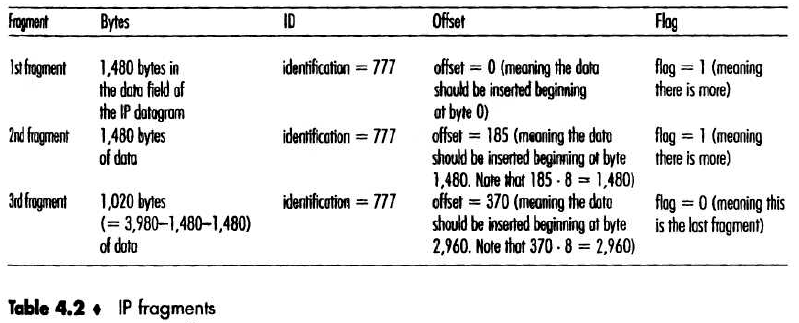 Fragment Bytes ID Offset Flag
1st fragment 1,480 bytes in identification = 777 offset = 0 (meaning the data flag = 1 (meaning
the data field of should be inserted beginning there is more)
the IP datagram at byte 0)
2nd fragment 1,480 bytes identification = 777 offset = 185 (meaning the data flag = 1 (meaning
of data should be inserted beginning at byte there is more)
1,480. Note that 185 · 8 = 1,480)
3rd fragment 1,020 bytes identification = 777 offset = 370 (meaning the data flag = 0 (meaning this
(= 3,980–1,480–1,480) should be inserted beginning at byte is the last fragment)
of data 2,960. Note that 370 · 8 = 2,960)
Table 4.2 ♦ IP fragments